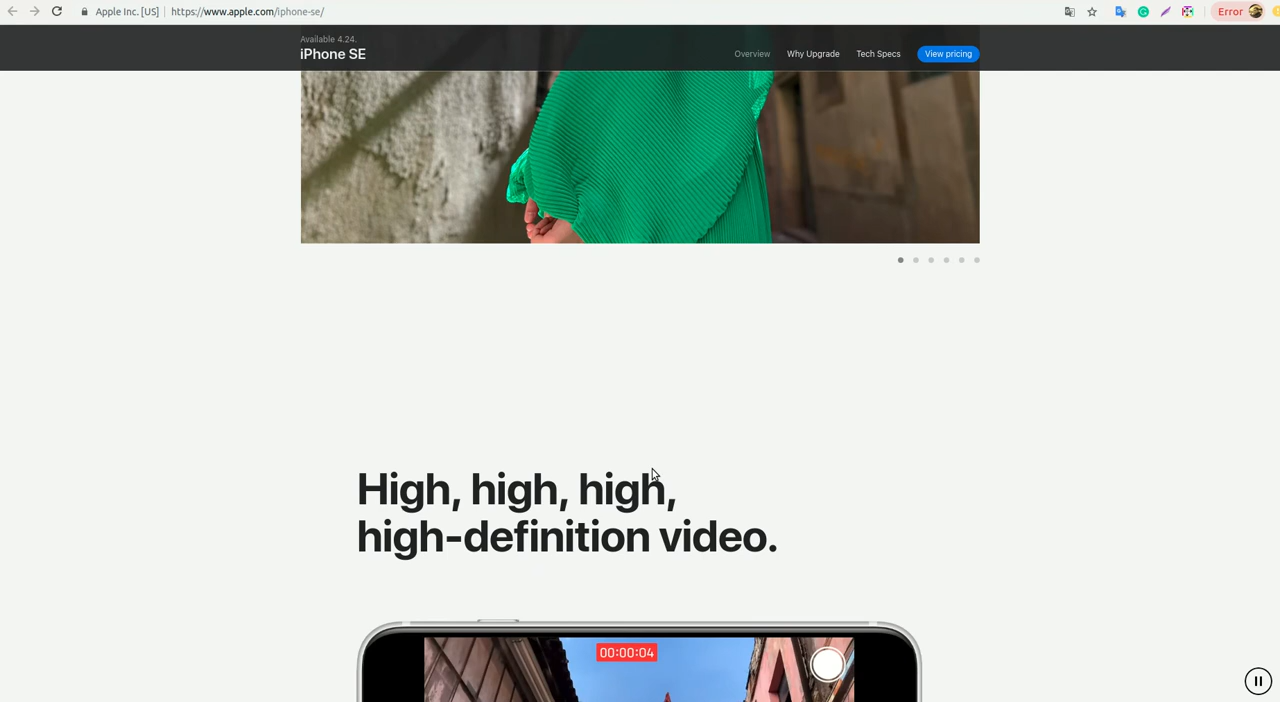 Apple Inc. [US] https://www.apple.com/iphone-se/ Error
Available 4.24.
iPhone SE
Overview Why Upgrade Tech Specs View pricing
High, high, high,
high-definition video.
00:00:04